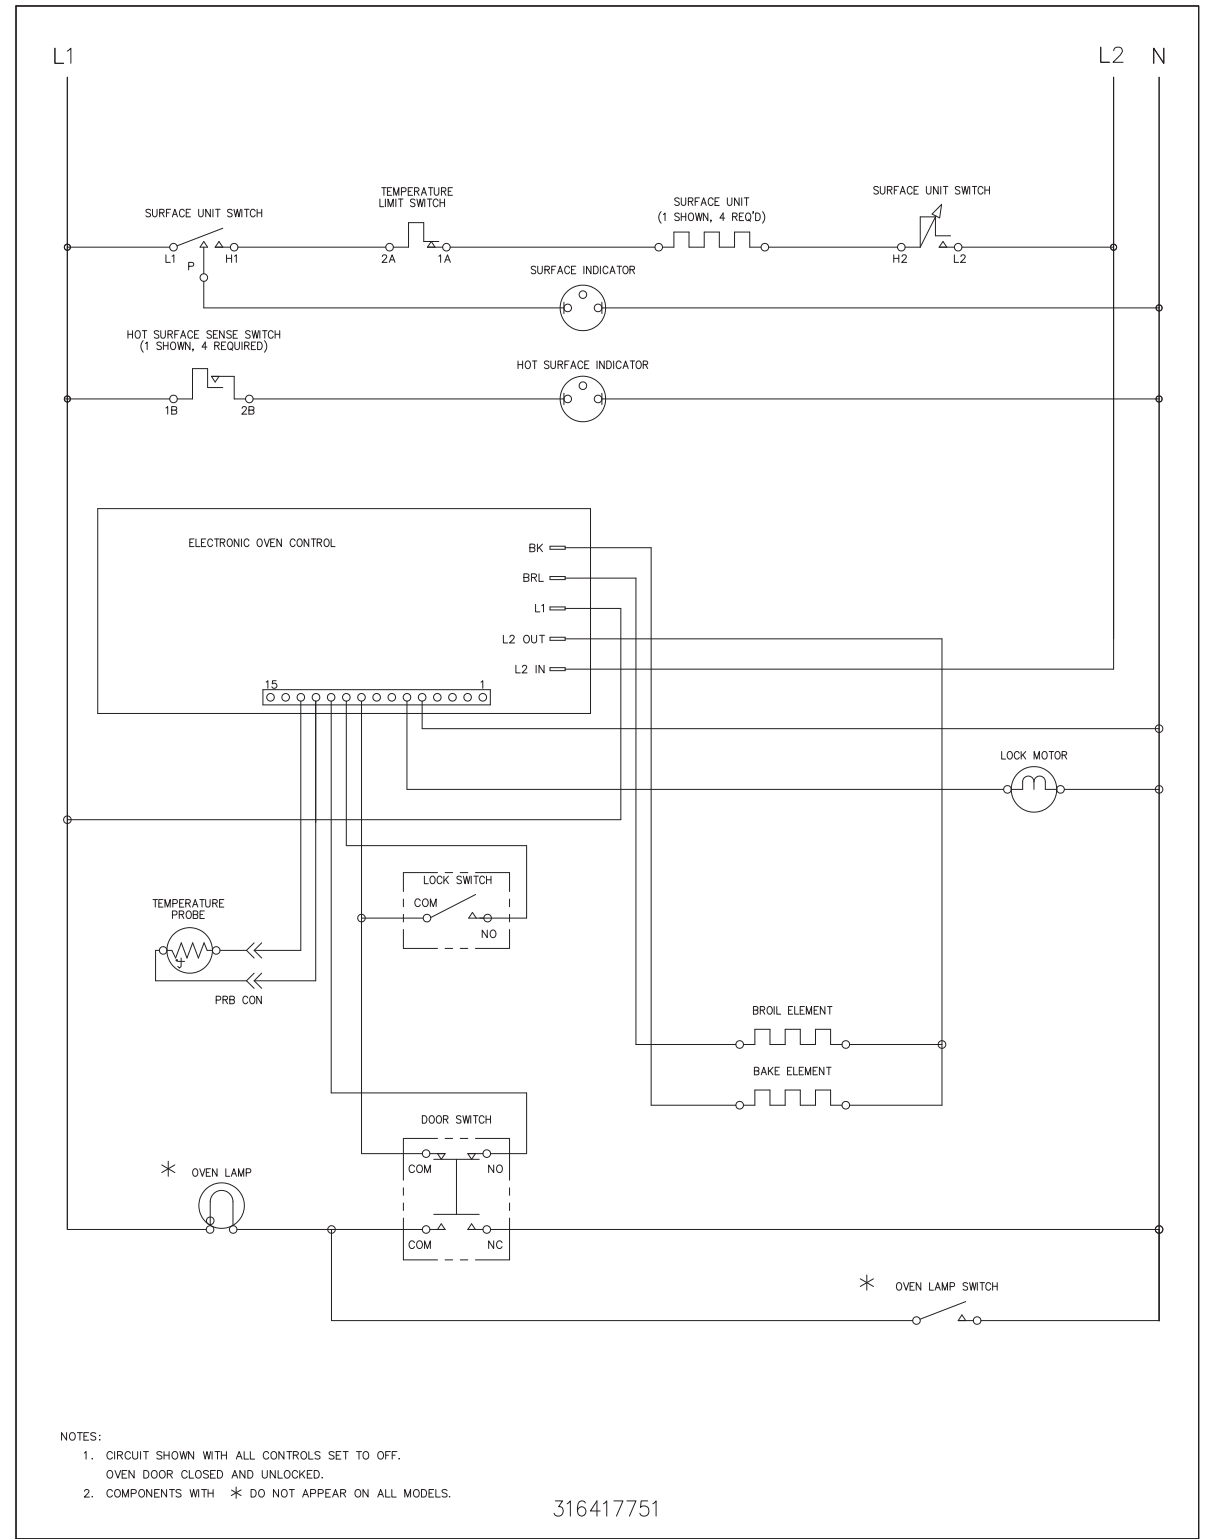 L1
L2 N
TEMPERATURE
LIMIT SWITCH
SURFACE UNIT SWITCH
SURFACE UNIT
(1 SHOWN, 4 REQ'D)
SURFACE UNIT SWITCH
L1
P
H1
2A
1A
H2
L2
SURFACE INDICATOR
HOT SURFACE SENSE SWITCH
(1 SHOWN, 4 REQUIRED)
HOT SURFACE INDICATOR
1B
2B
ELECTRONIC OVEN CONTROL
BK
BRL
L1
L2 OUT
L2 IN
15
1
LOCK MOTOR
LOCK SWITCH
COM
NO
TEMPERATURE
PROBE
PRB CON
BROIL ELEMENT
BAKE ELEMENT
DOOR SWITCH
COM
NO
* OVEN LAMP
COM
NC
* OVEN LAMP SWITCH
NOTES:
1. CIRCUIT SHOWN WITH ALL CONTROLS SET TO OFF.
OVEN DOOR CLOSED AND UNLOCKED.
2. COMPONENTS WITH * DO NOT APPEAR ON ALL MODELS.
316417751